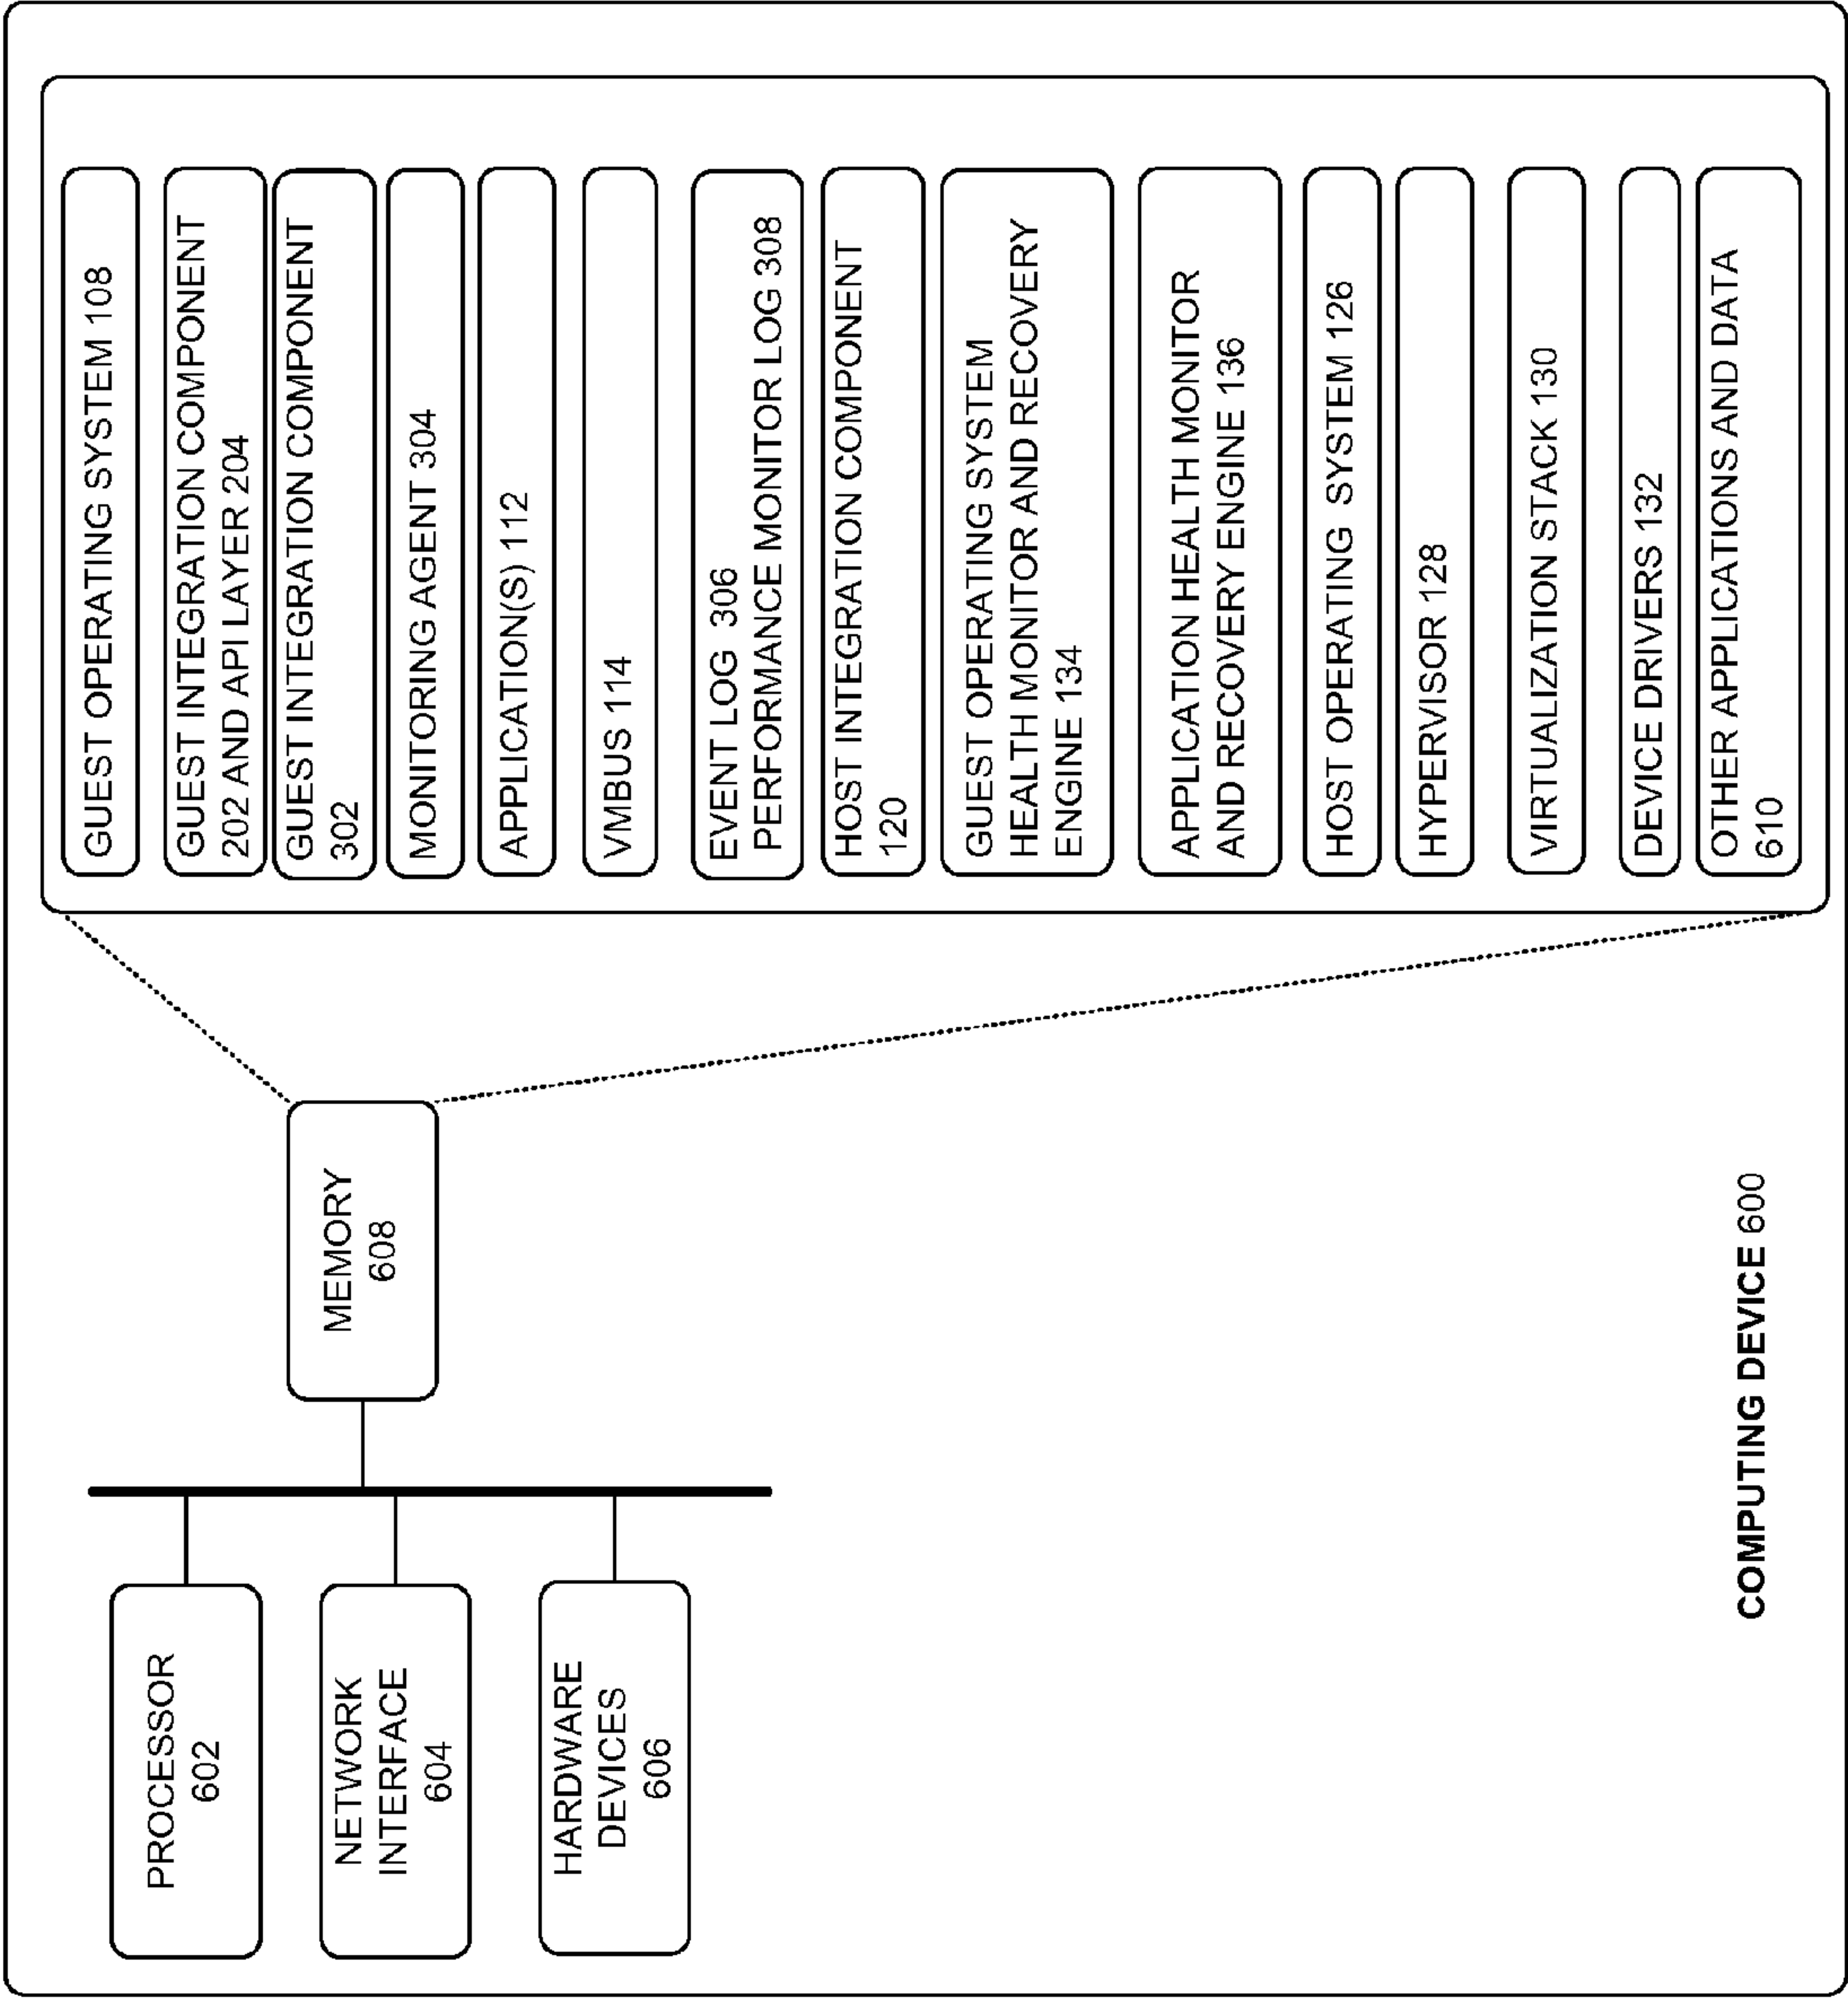 PROCESSOR
602
NETWORK
INTERFACE
604
HARDWARE
DEVICES
606
MEMORY
608
GUEST OPERATING SYSTEM 108
GUEST INTEGRATION COMPONENT
202 AND API LAYER 204
GUEST INTEGRATION COMPONENT
302
MONITORING AGENT 304
APPLICATION(S) 112
VMBUS 114
EVENT LOG 306
PERFORMANCE MONITOR LOG 308
HOST INTEGRATION COMPONENT
120
GUEST OPERATING SYSTEM
HEALTH MONITOR AND RECOVERY
ENGINE 134
APPLICATION HEALTH MONITOR
AND RECOVERY ENGINE 136
HOST OPERATING SYSTEM 126
HYPERVISOR 128
VIRTUALIZATION STACK 130
DEVICE DRIVERS 132
OTHER APPLICATIONS AND DATA
610
COMPUTING DEVICE 600